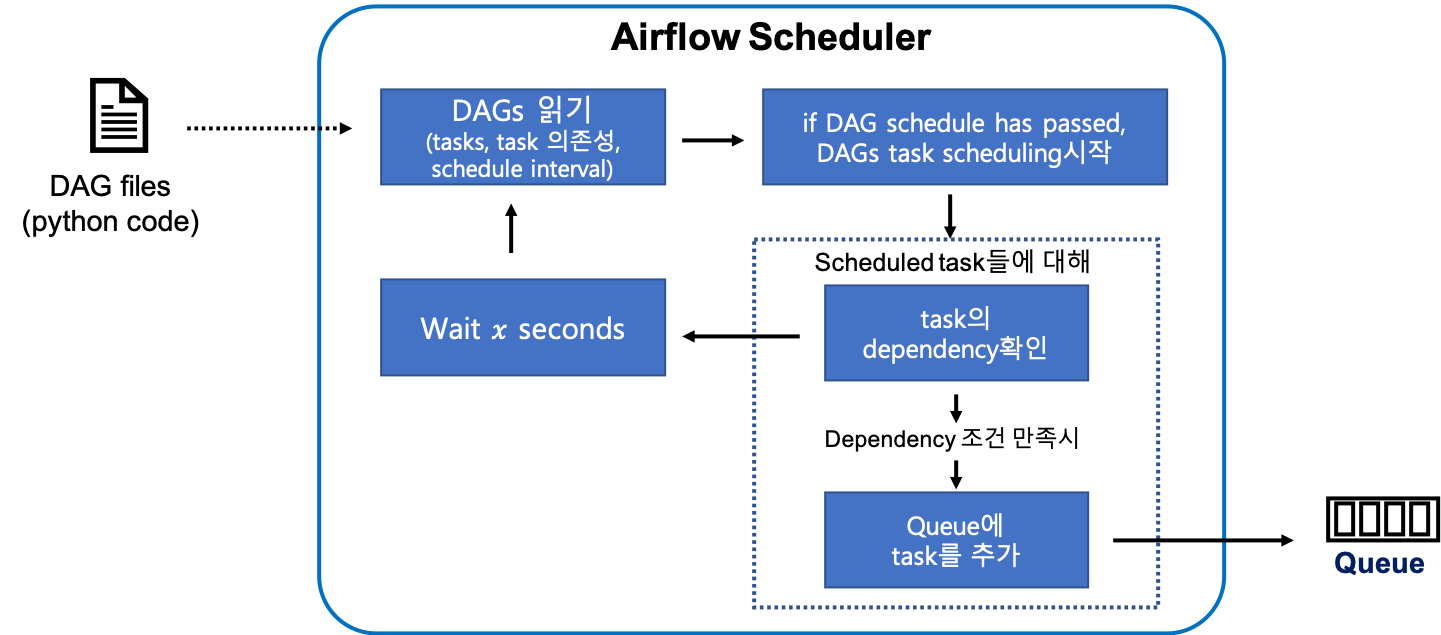 Airflow Scheduler
DAG files
(python code)
DAGs 읽기
(tasks, task 의존성,
schedule interval)
if DAG schedule has passed,
DAGs task scheduling시작
Scheduled task들에 대해
task의
dependency확인
Wait x seconds
Dependency 조건 만족시
Queue에
task를 추가
Queue